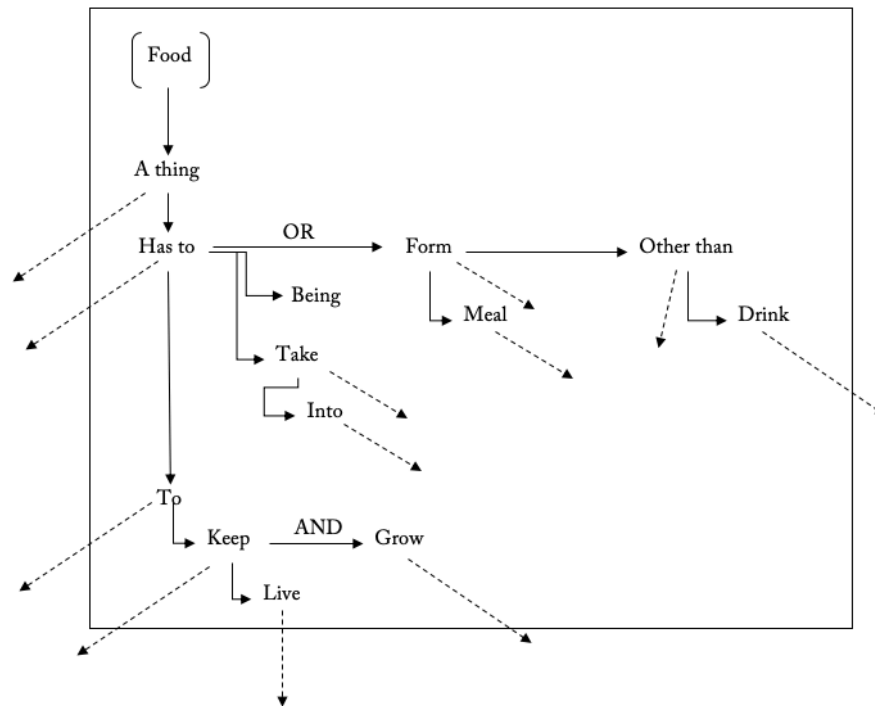 Food
A thing
Has to
OR
Form
Other than
Being
Meal
Drink
Take
Into
To
Keep
AND
Grow
Live